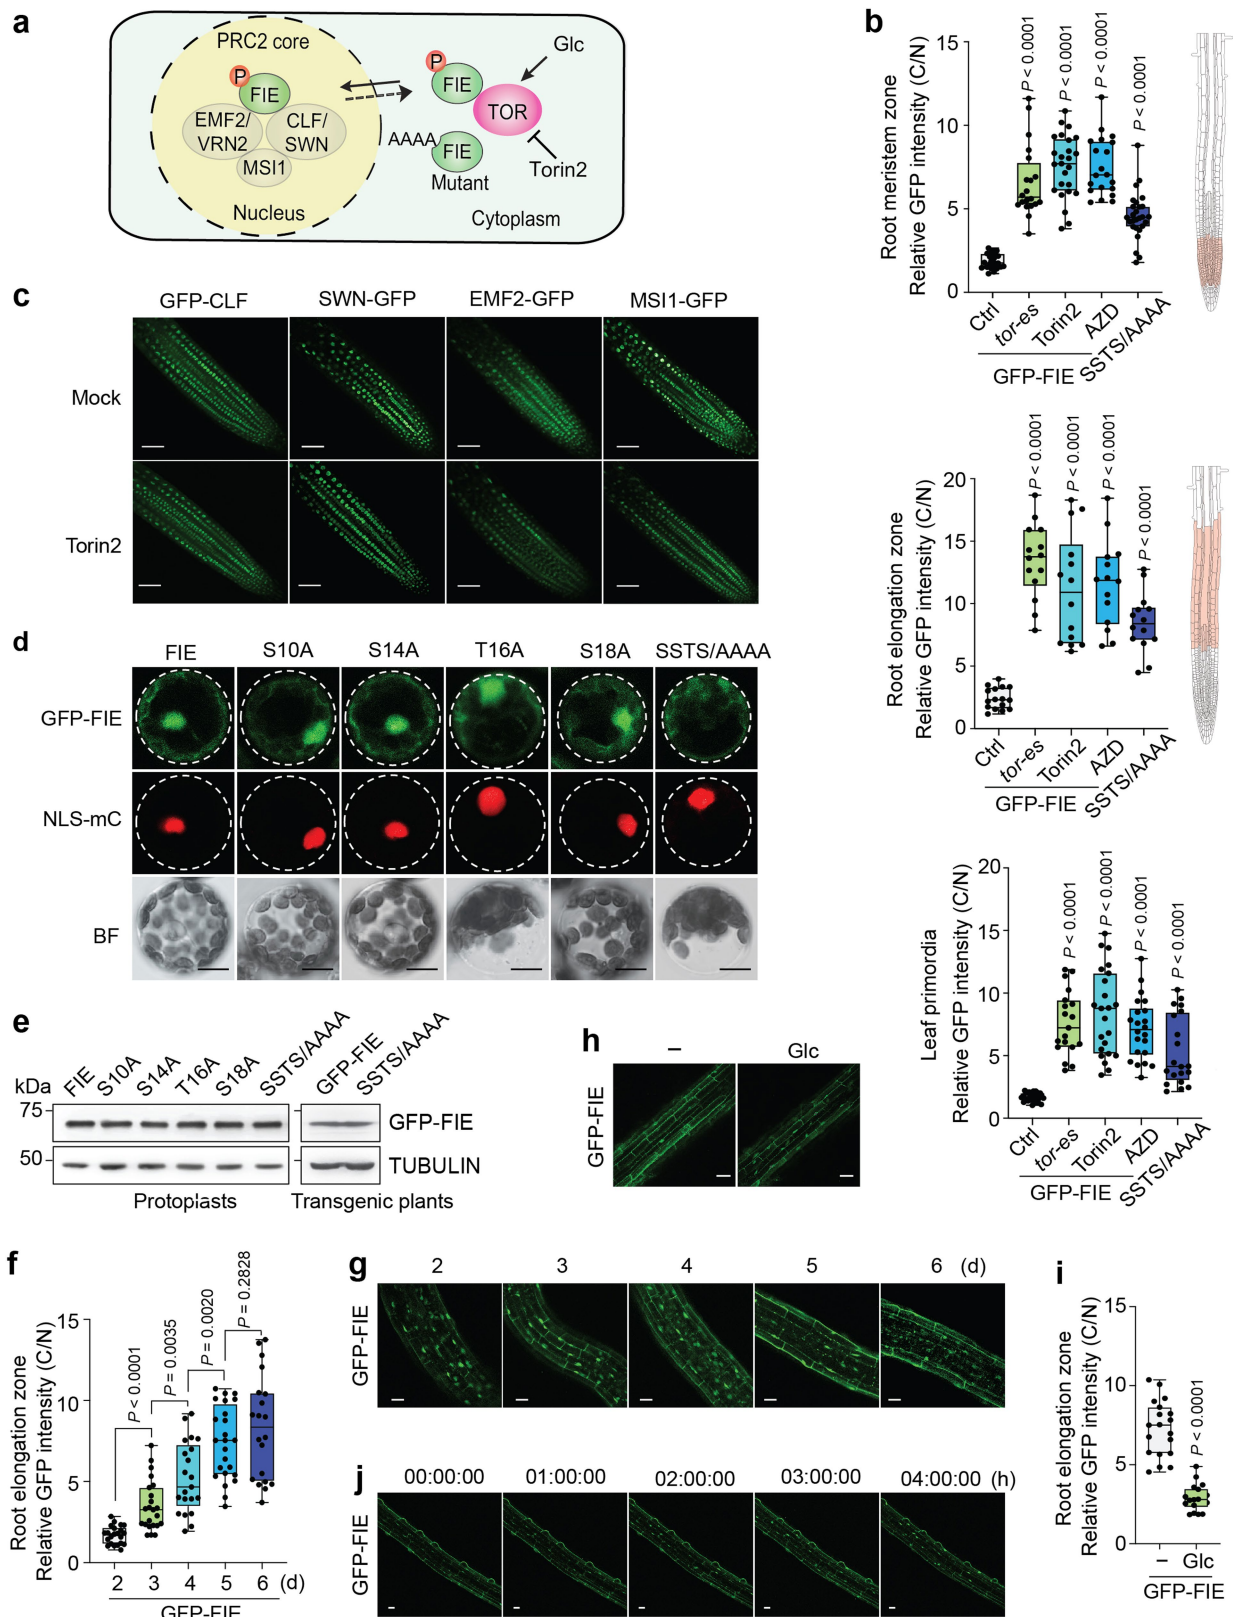 a
PRC2 core
P
FIE
EMF2/
VRN2
CLF/
SWN
MSI1
Nucleus
P
FIE
Glc
TOR
AAAA
FIE
Mutant
Torin2
Cytoplasm
b
Root meristem zone
Relative GFP intensity (C/N)
15
10
5
0
P < 0.0001
P < 0.0001
P < 0.0001
P < 0.0001
Ctrl
tor-es
Torin2
AZD
SSTS/AAAA
GFP-FIE
Root elongation zone
Relative GFP intensity (C/N)
20
15
10
5
0
P < 0.0001
P < 0.0001
P < 0.0001
P < 0.0001
Ctrl
tor-es
Torin2
AZD
SSTS/AAAA
GFP-FIE
Leaf primordia
Relative GFP intensity (C/N)
20
15
10
5
0
P < 0.0001
P < 0.0001
P < 0.0001
P < 0.0001
Ctrl
tor-es
Torin2
AZD
SSTS/AAAA
GFP-FIE
c
GFP-CLF SWN-GFP EMF2-GFP MSI1-GFP
Mock
Torin2
d
FIE S10A S14A T16A S18A SSTS/AAAA
GFP-FIE
NLS-mC
BF
e
kDa FIE S10A S14A T16A S18A SSTS/AAAA GFP-FIE SSTS/AAAA
75 GFP-FIE
50 TUBULIN
Protoplasts Transgenic plants
h
– Glc
GFP-FIE
f
Root elongation zone
Relative GFP intensity (C/N)
15
10
5
0
P < 0.0001
P = 0.0035
P = 0.0020
P = 0.2828
2 3 4 5 6 (d)
GFP-FIE
g
2 3 4 5 6 (d)
GFP-FIE
j
00:00:00 01:00:00 02:00:00 03:00:00 04:00:00 (h)
GFP-FIE
i
Root elongation zone
Relative GFP intensity (C/N)
15
10
5
0
P < 0.0001
– Glc
GFP-FIE